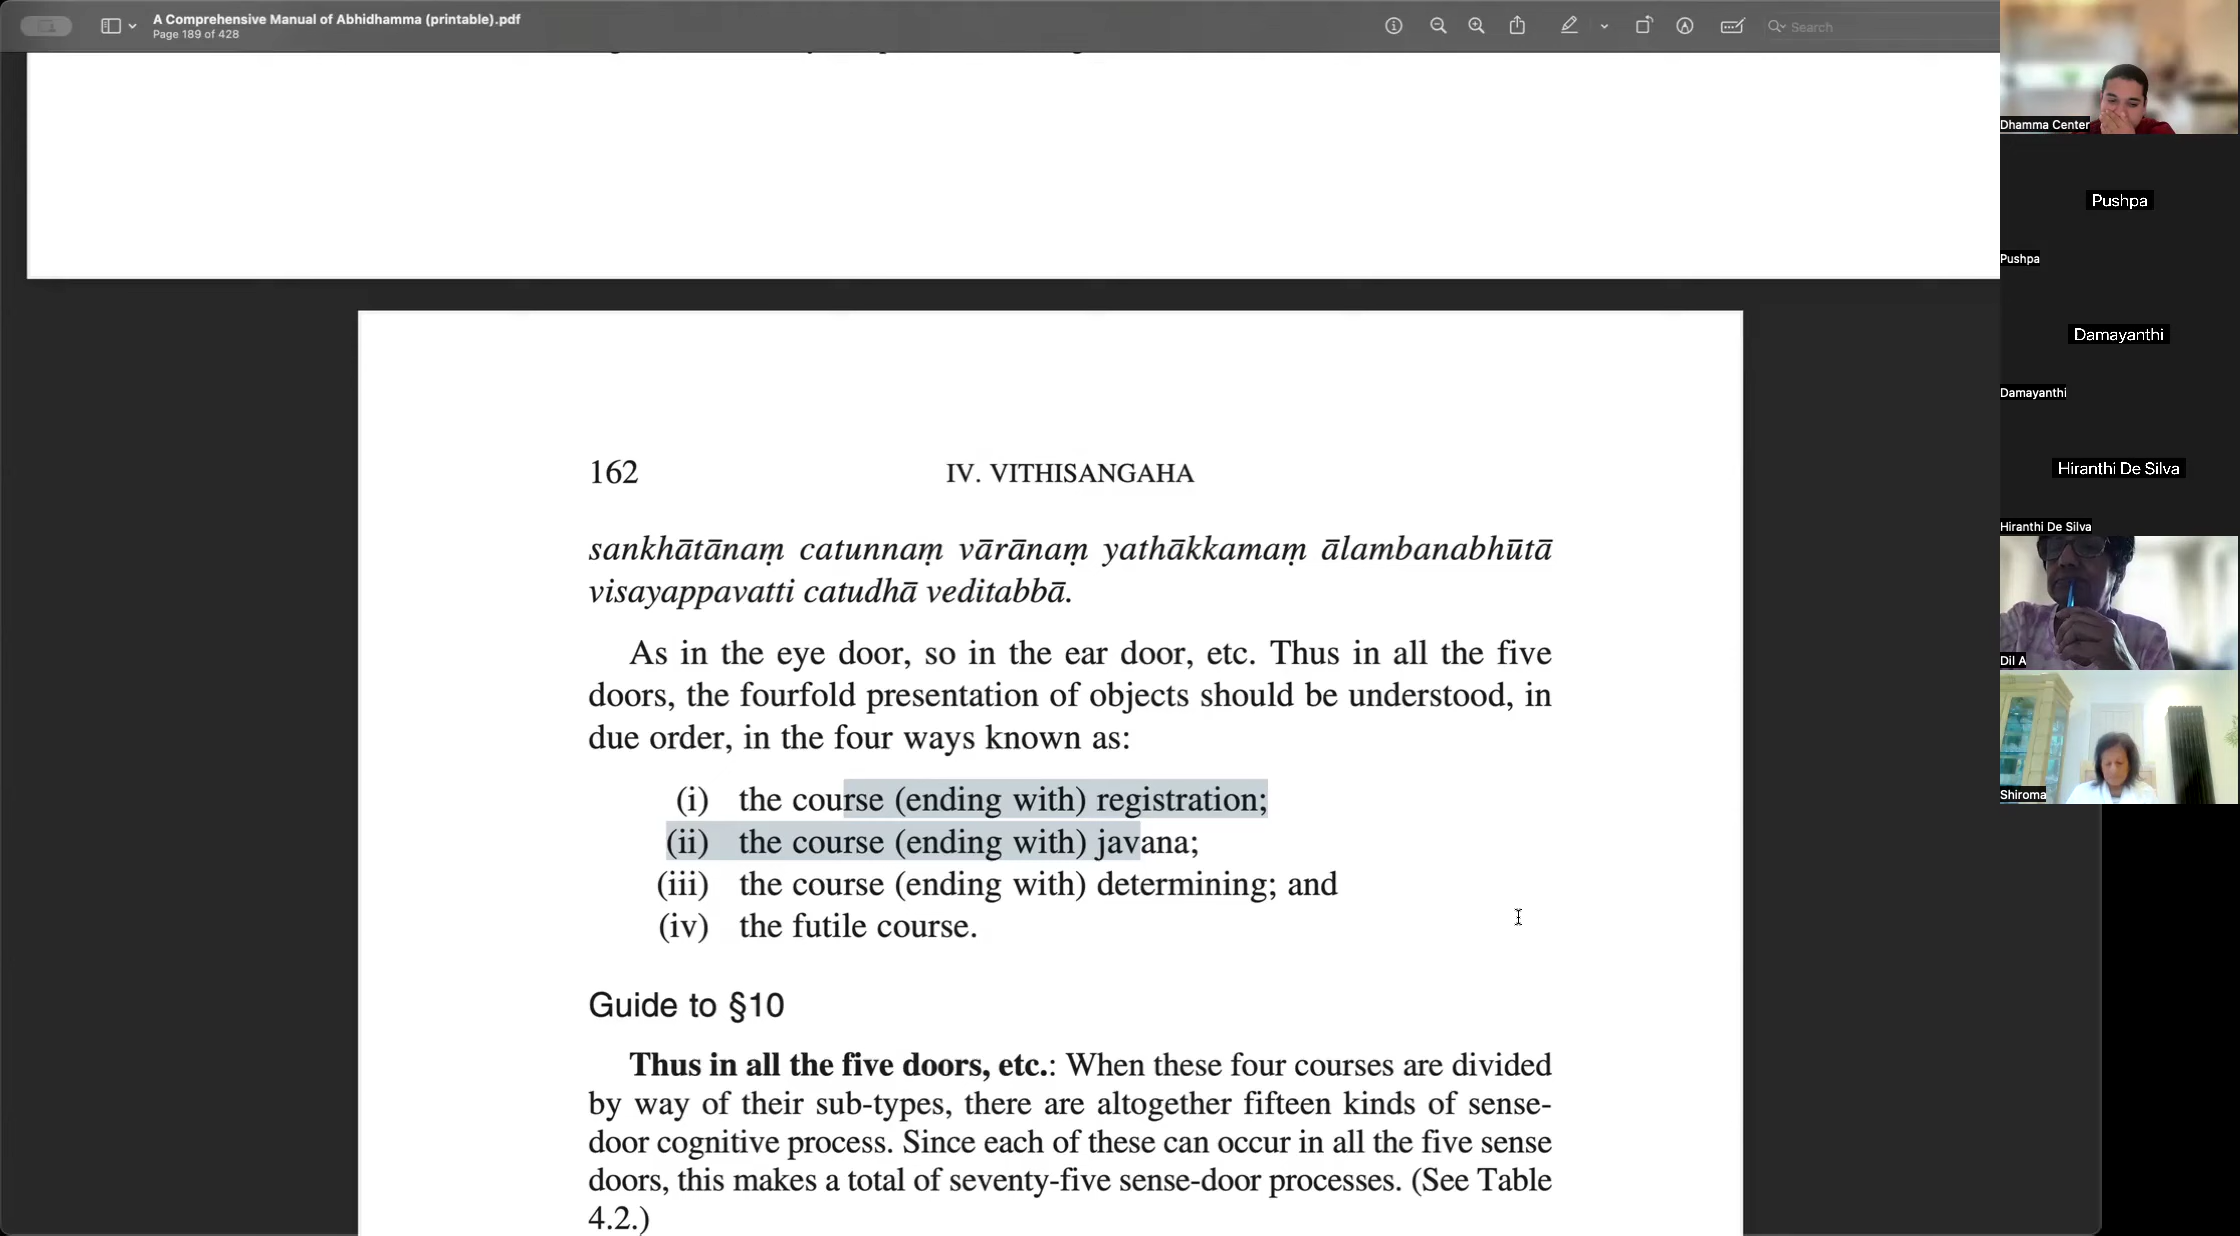 A Comprehensive Manual of Abhidhamma (printable).pdf
Page 189 of 428
Search
162 IV. VITHISANGAHA
sankhātānaṃ catunnaṃ vārānaṃ yathākkamaṃ ālambanabhūtā
visayappavatti catudhā veditabbā.
As in the eye door, so in the ear door, etc. Thus in all the five
doors, the fourfold presentation of objects should be understood, in
due order, in the four ways known as:
(i) the course (ending with) registration;
(ii) the course (ending with) javana;
(iii) the course (ending with) determining; and
(iv) the futile course.
Guide to §10
Thus in all the five doors, etc.: When these four courses are divided
by way of their sub-types, there are altogether fifteen kinds of sense-
door cognitive process. Since each of these can occur in all the five sense
doors, this makes a total of seventy-five sense-door processes. (See Table
4.2.)
Dhamma Center
Pushpa
Pushpa
Damayanthi
Damayanthi
Hiranthi De Silva
Hiranthi De Silva
Dil A
Shiroma